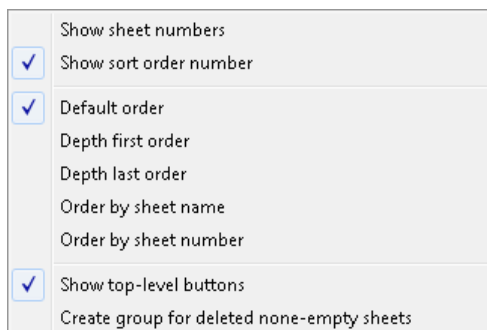 Show sheet numbers
Show sort order number
Default order
Depth first order
Depth last order
Order by sheet name
Order by sheet number
Show top-level buttons
Create group for deleted none-empty sheets